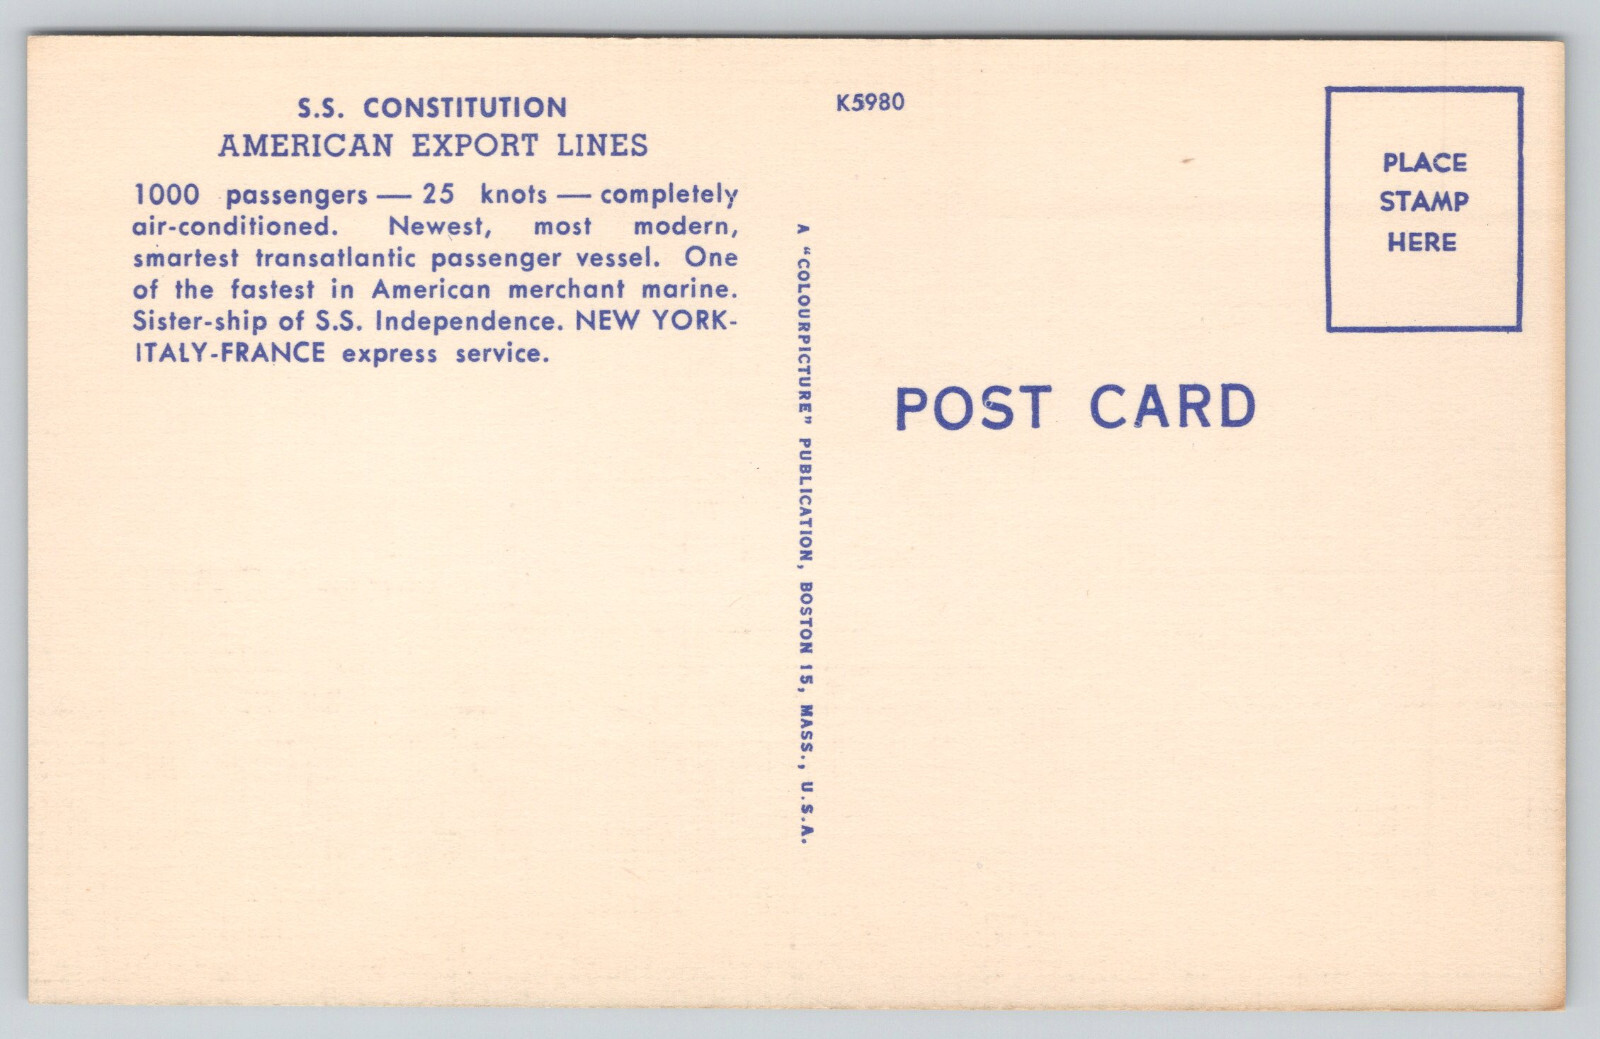 S.S. CONSTITUTION
AMERICAN EXPORT LINES
1000 passengers — 25 knots — completely
air-conditioned. Newest, most modern,
smartest transatlantic passenger vessel. One
of the fastest in American merchant marine.
Sister-ship of S.S. Independence. NEW YORK-
ITALY-FRANCE express service.
A "COLOURPICTURE" PUBLICATION, BOSTON 15, MASS., U.S.A.
K5980
PLACE
STAMP
HERE
POST CARD